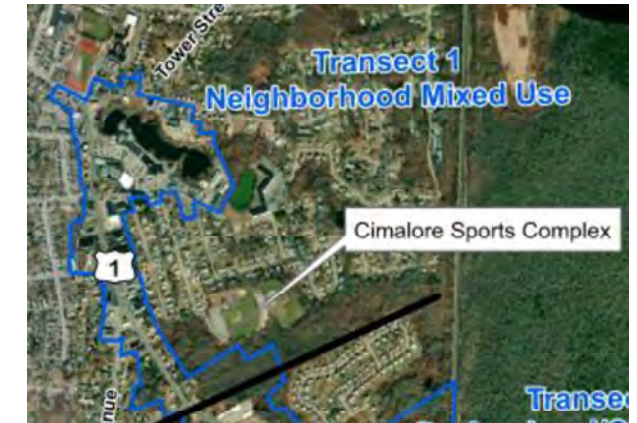 Tower Stre
Transect 1
Neighborhood Mixed Use
Cimalore Sports Complex
1
nue
Transec